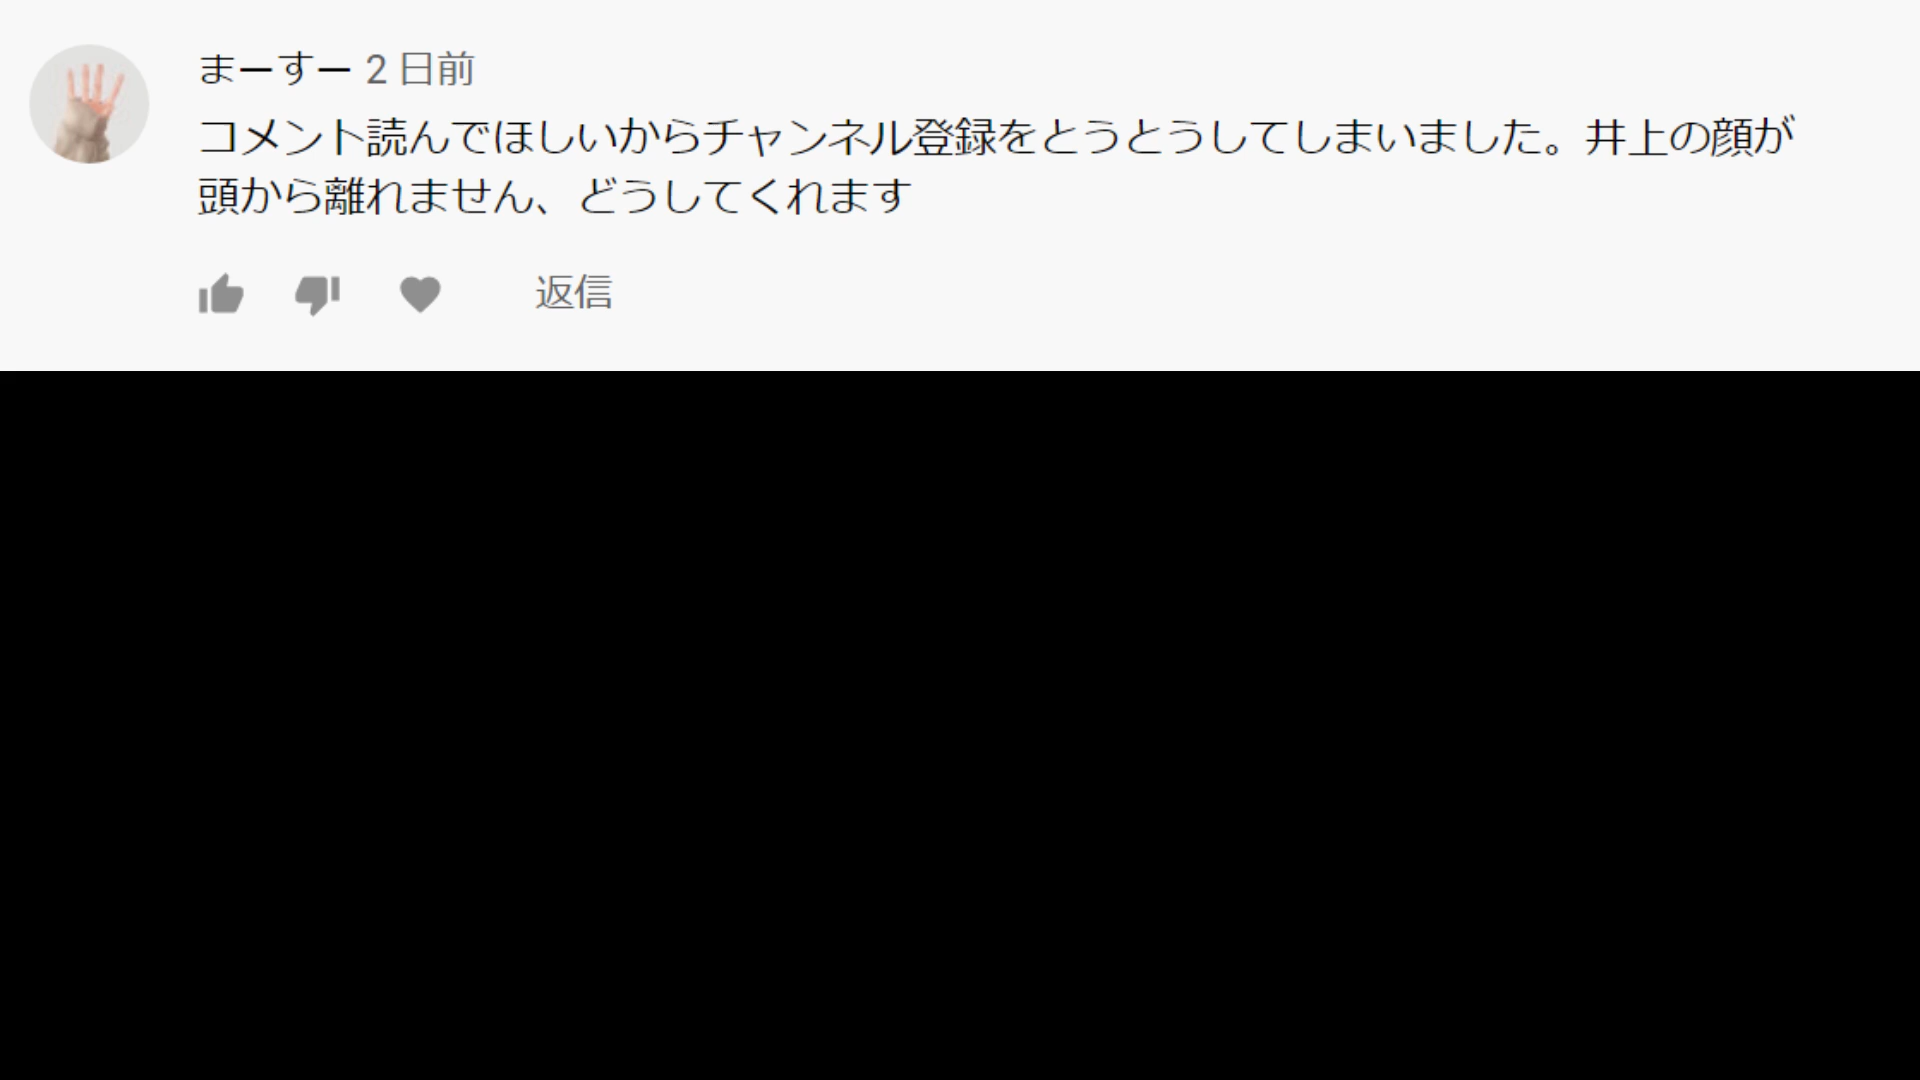 まーすー 2 日前
コメント読んでほしいからチャンネル登録をとうとうしてしまいました。井上の顔が
頭から離れません、どうしてくれます
返信